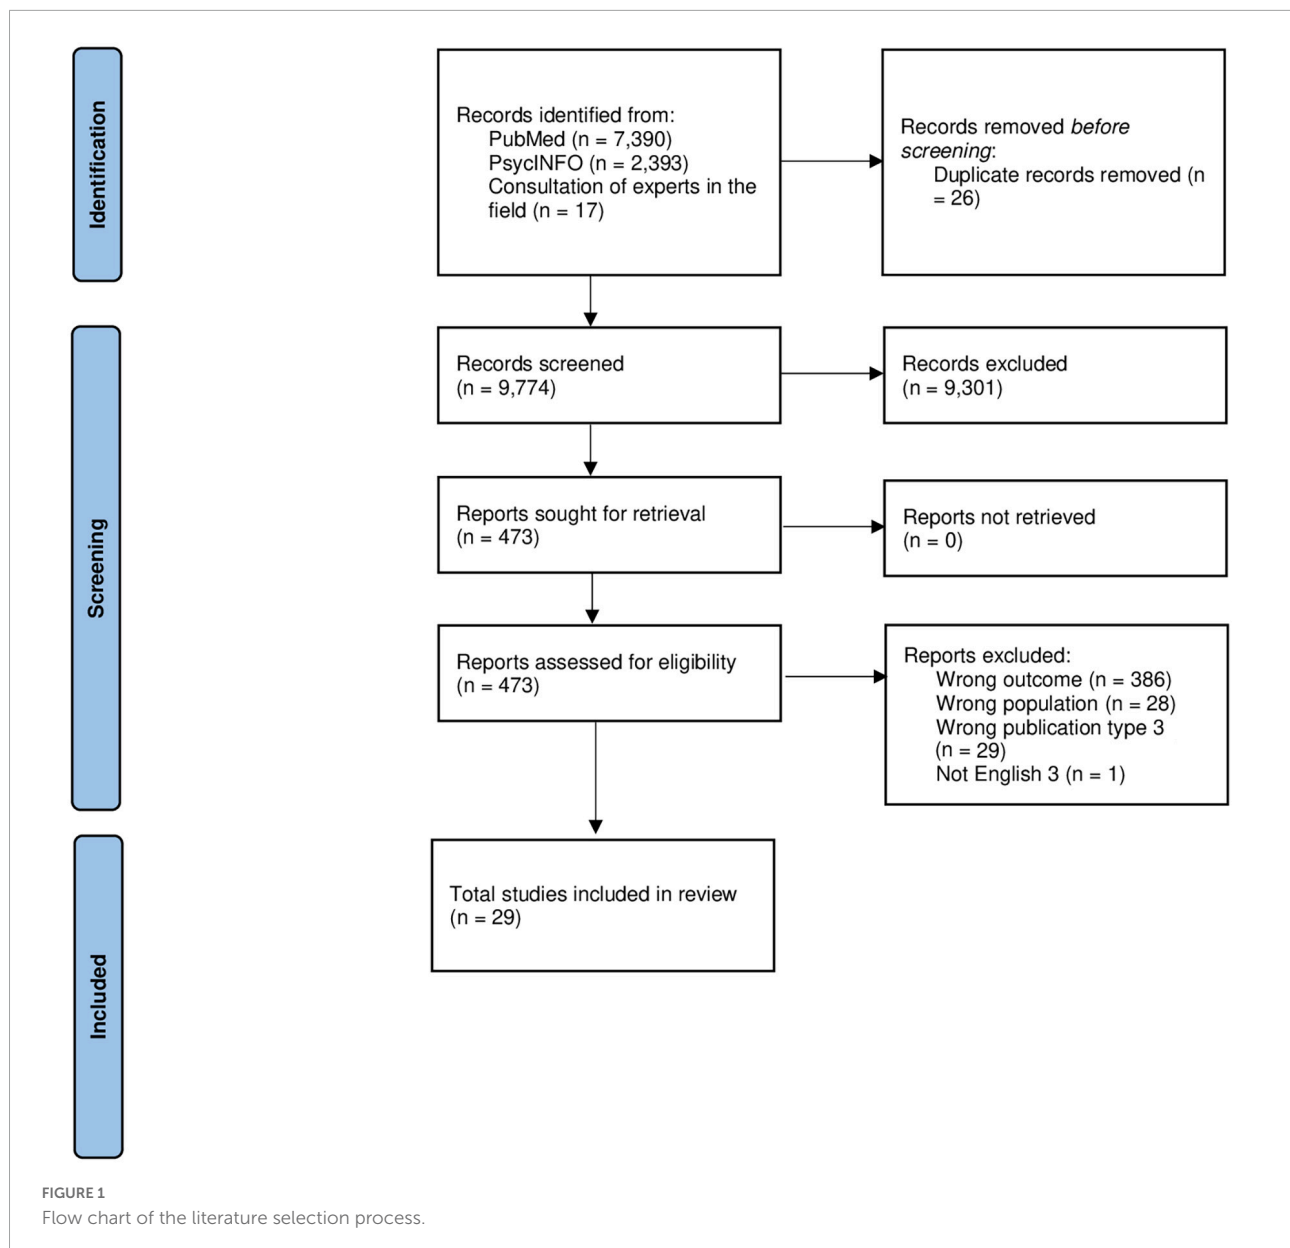 Identification
Records identified from:
PubMed (n = 7,390)
PsycINFO (n = 2,393)
Consultation of experts in the
field (n = 17)
Records removed before
screening:
Duplicate records removed (n
= 26)
Screening
Records screened
(n = 9,774)
Records excluded
(n = 9,301)
Reports sought for retrieval
(n = 473)
Reports not retrieved
(n = 0)
Reports assessed for eligibility
(n = 473)
Reports excluded:
Wrong outcome (n = 386)
Wrong population (n = 28)
Wrong publication type 3
(n = 29)
Not English 3 (n = 1)
Included
Total studies included in review
(n = 29)
FIGURE 1
Flow chart of the literature selection process.